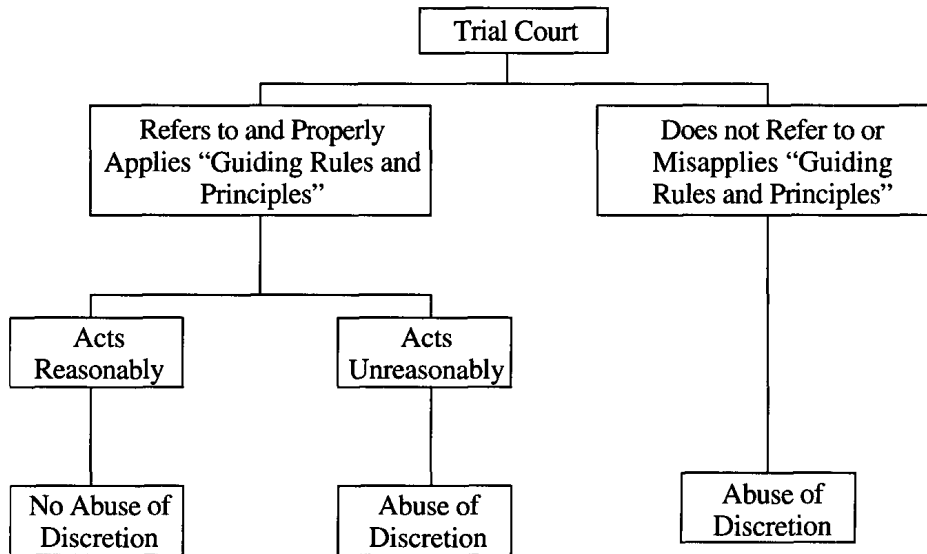 Trial Court
Refers to and Properly
Applies “Guiding Rules and
Principles”
Does not Refer to or
Misapplies “Guiding
Rules and Principles”
Acts
Reasonably
Acts
Unreasonably
No Abuse of
Discretion
Abuse of
Discretion
Abuse of
Discretion